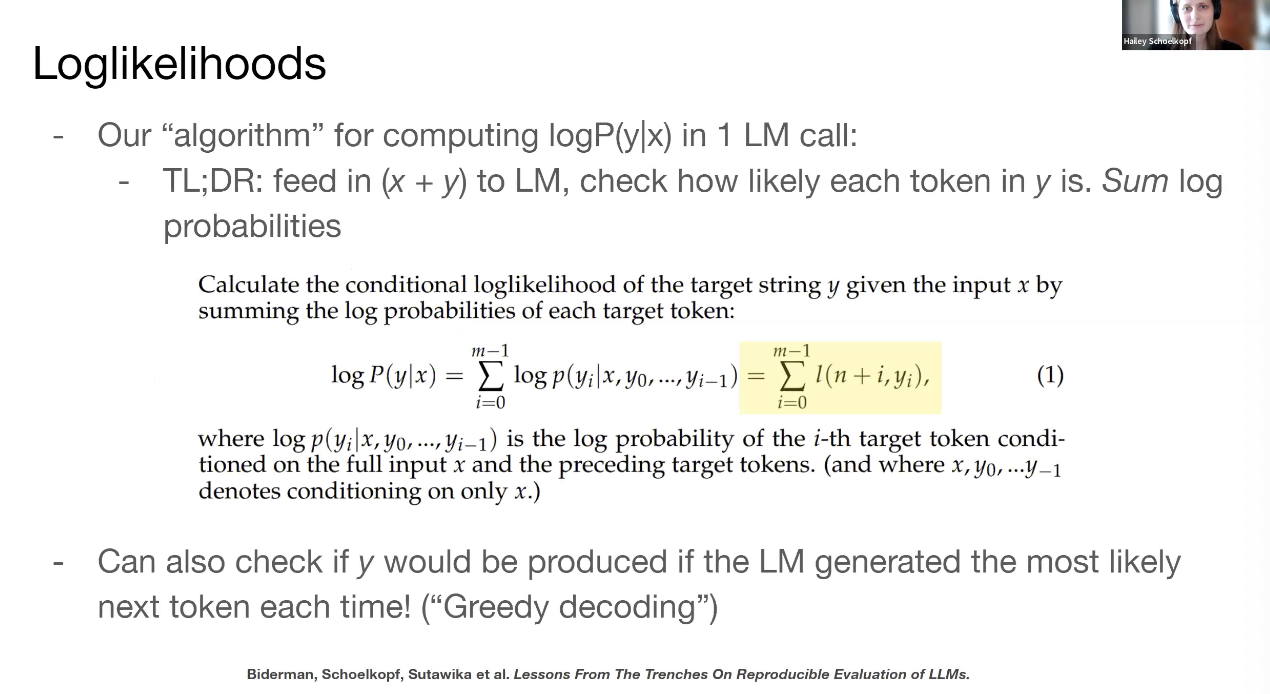 Hailey Schoelkopf
Loglikelihoods
- Our “algorithm” for computing logP(y|x) in 1 LM call:
- TL;DR: feed in (x + y) to LM, check how likely each token in y is. Sum log
probabilities
Calculate the conditional loglikelihood of the target string y given the input x by
summing the log probabilities of each target token:
log P(y|x) = ∑_{i=0}^{m−1} log p(y_i|x, y_0, ..., y_{i−1}) = ∑_{i=0}^{m−1} l(n + i, y_i), (1)
where log p(y_i|x, y_0, ..., y_{i−1}) is the log probability of the i-th target token condi-
tioned on the full input x and the preceding target tokens. (and where x, y_0, ...y_{−1}
denotes conditioning on only x.)
- Can also check if y would be produced if the LM generated the most likely
next token each time! (“Greedy decoding”)
Biderman, Schoelkopf, Sutawika et al. Lessons From The Trenches On Reproducible Evaluation of LLMs.